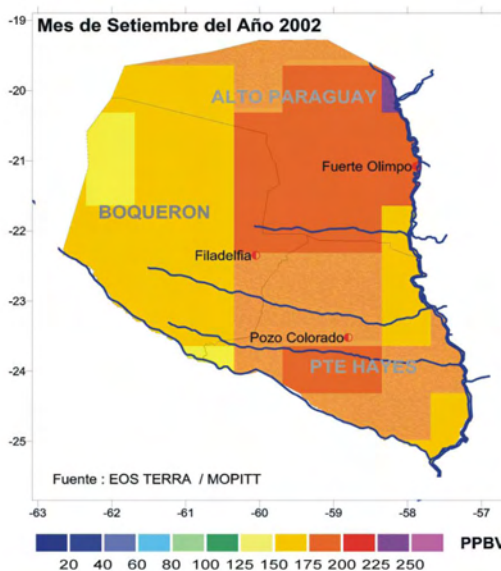 Mes de Setiembre del Año 2002
-19
-20
-21
-22
-23
-24
-25
ALTO PARAGUAY
Fuerte Olimpo
BOQUERON
Filadelfia
Pozo Colorado
PTE HAYES
Fuente : EOS TERRA / MOPITT
-63 -62 -61 -60 -59 -58 -57
PPBV
20 40 60 80 100 120 125 150 175 200 225 250